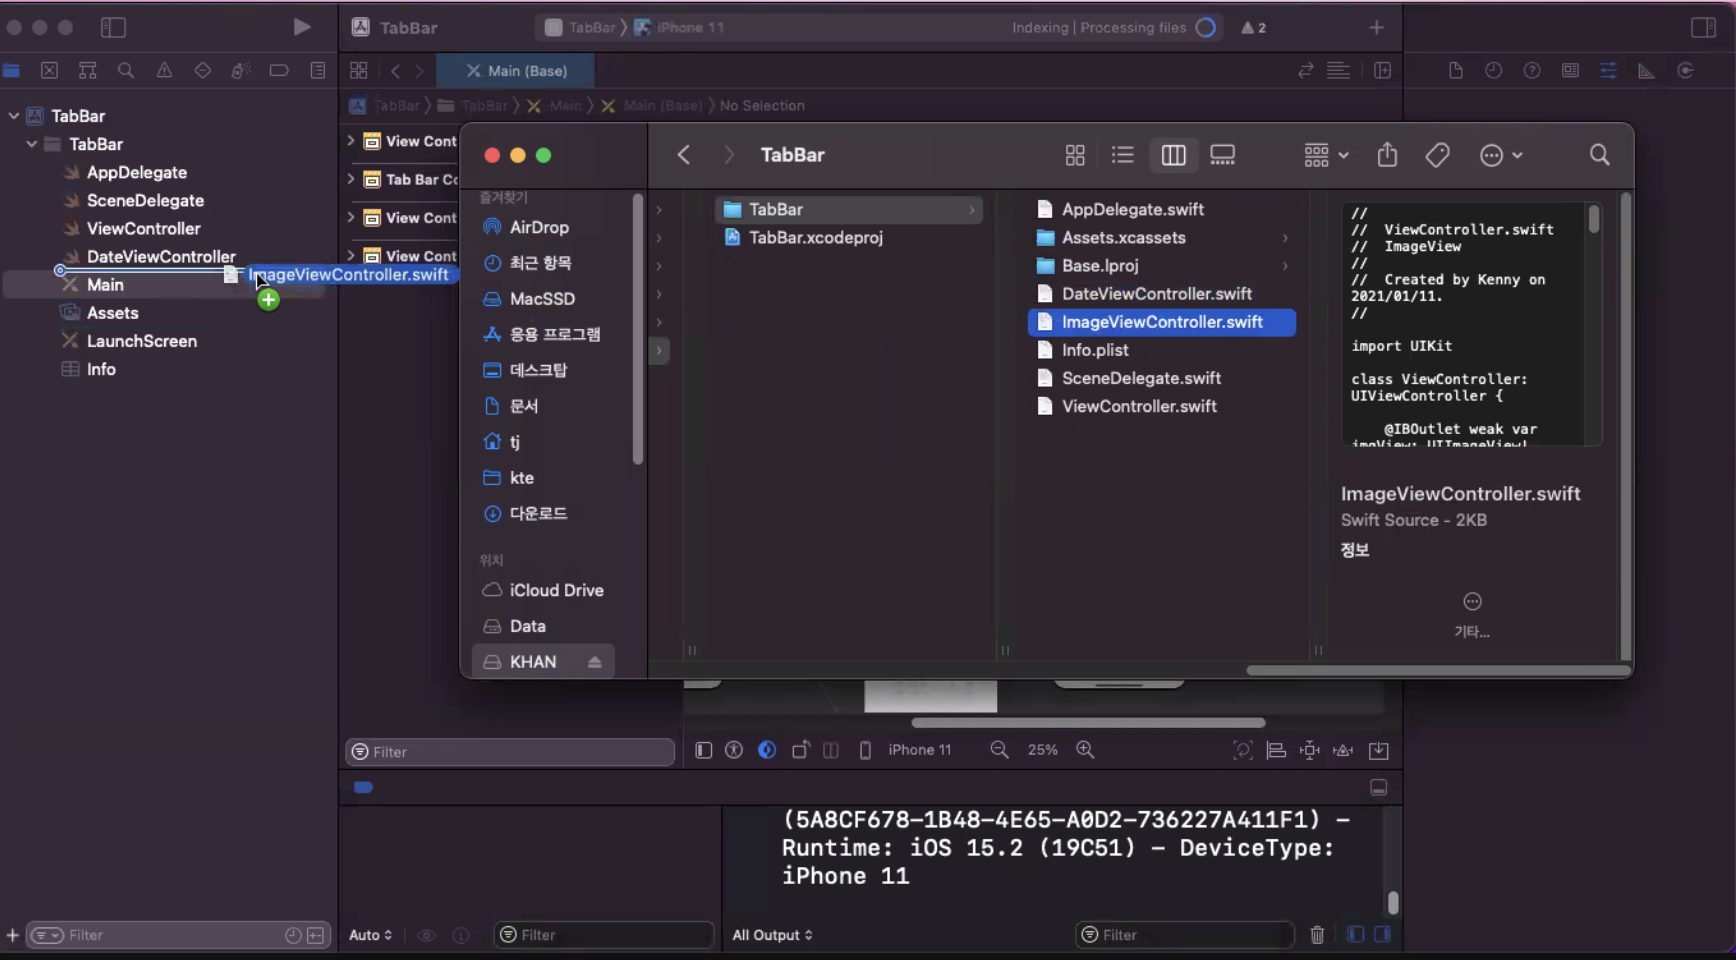 TabBar
TabBar
iPhone 11
Indexing | Processing files
2
Main (Base)
TabBar
TabBar
Main
Main (Base)
No Selection
TabBar
TabBar
AppDelegate
SceneDelegate
ViewController
DateViewController
ImageViewController.swift
Main
Assets
LaunchScreen
Info
Filter
View Cont
Tab Bar Co
View Cont
View Cont
Filter
TabBar
즐겨찾기
AirDrop
최근 항목
MacSSD
응용 프로그램
데스크탑
문서
tj
kte
다운로드
위치
iCloud Drive
Data
KHAN
TabBar
TabBar.xcodeproj
AppDelegate.swift
Assets.xcassets
Base.lproj
DateViewController.swift
ImageViewController.swift
Info.plist
SceneDelegate.swift
ViewController.swift
//
//  ViewController.swift
//  ImageView
//
//  Created by Kenny on
2021/01/11.
//
import UIKit
class ViewController:
UIViewController {
@IBOutlet weak var
imgView: UIImageView!
ImageViewController.swift
Swift Source - 2KB
정보
기타...
iPhone 11
25%
(5A8CF678-1B48-4E65-A0D2-736227A411F1) -
Runtime: iOS 15.2 (19C51) - DeviceType:
iPhone 11
Auto
Filter
All Output
Filter